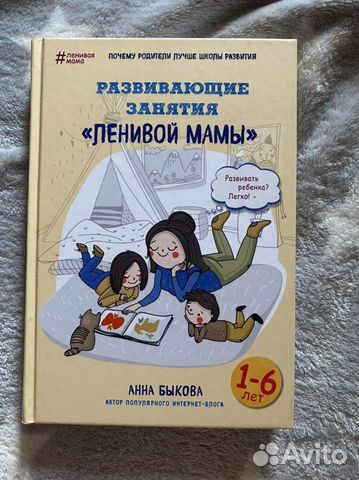 #ленивая
мама
ПОЧЕМУ РОДИТЕЛИ ЛУЧШЕ ШКОЛЫ РАЗВИТИЯ
РАЗВИВАЮЩИЕ
ЗАНЯТИЯ
«ЛЕНИВОЙ МАМЫ»
Развивать
ребенка?
Легко! -
1-6
ЛЕТ
АННА БЫКОВА
АВТОР ПОПУЛЯРНОГО ИНТЕРНЕТ-БЛОГА
Avito